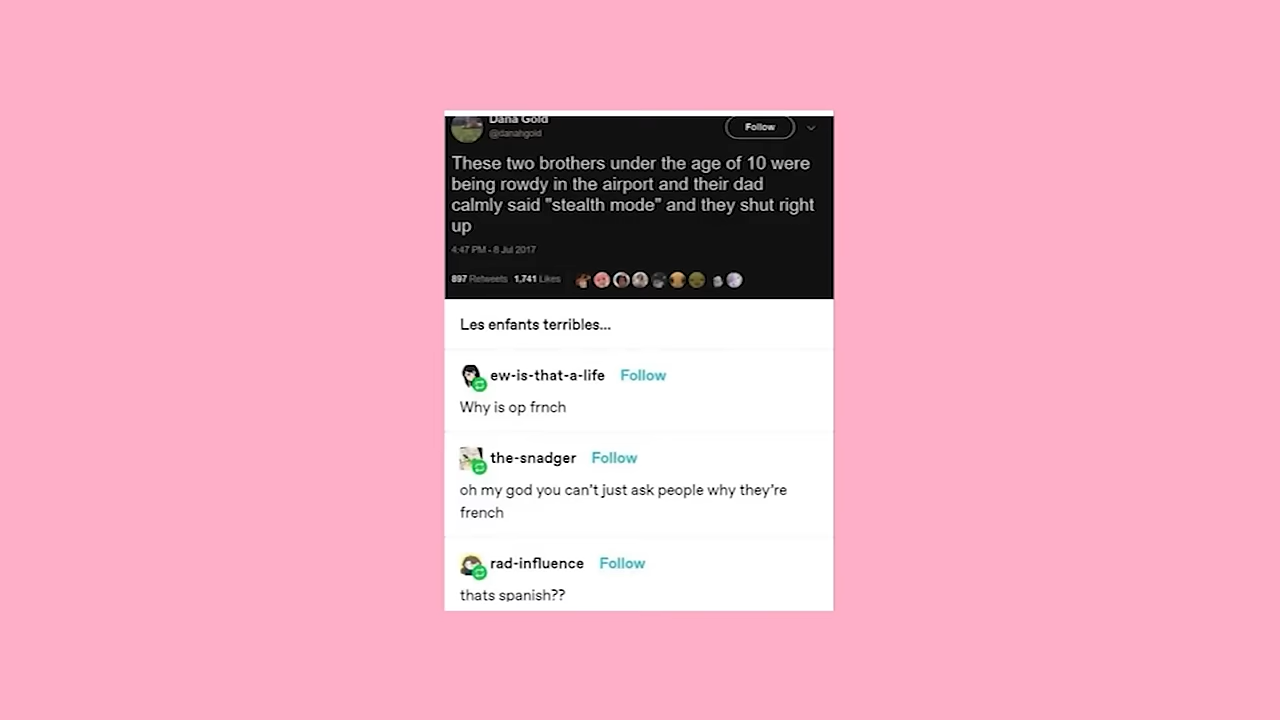 Dana Gold
@danahgold
Follow
These two brothers under the age of 10 were
being rowdy in the airport and their dad
calmly said "stealth mode" and they shut right
up
4:47 PM - 8 Jul 2017
897 Retweets 1,741 Likes
Les enfants terribles...
ew-is-that-a-life Follow
Why is op frnch
the-snadger Follow
oh my god you can't just ask people why they're
french
rad-influence Follow
thats spanish??